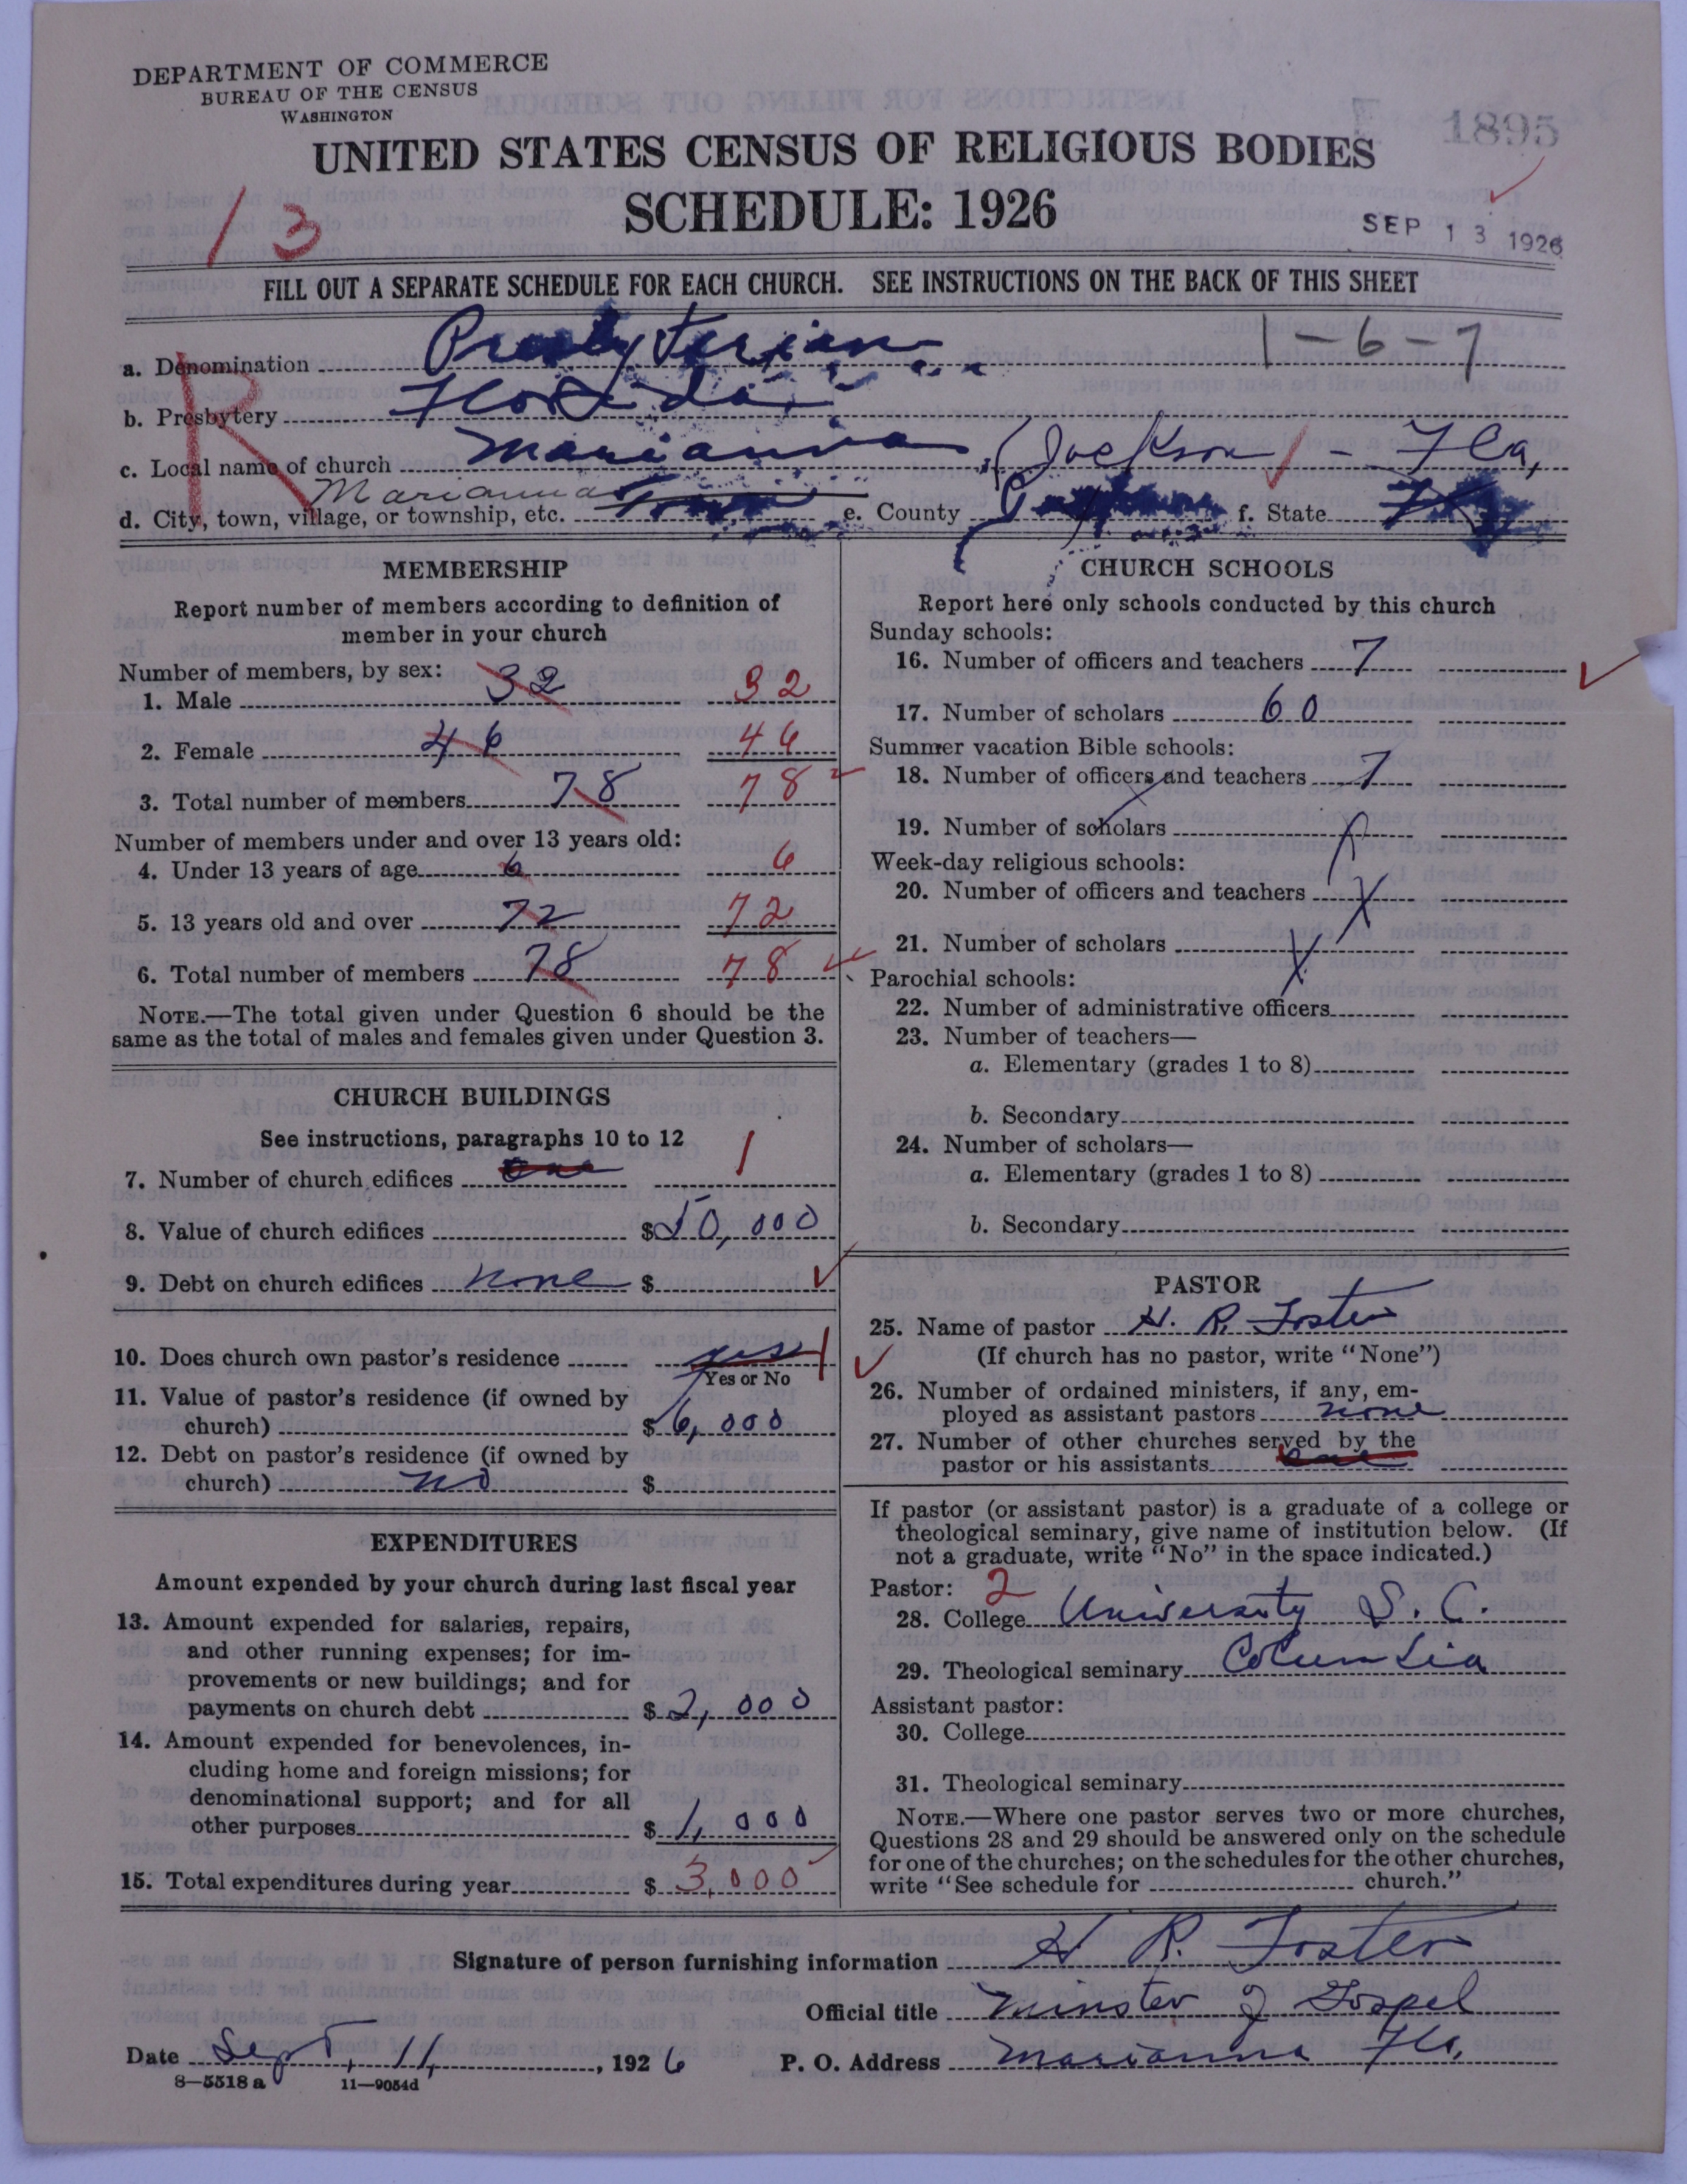 DEPARTMENT OF COMMERCE
BUREAU OF THE CENSUS
WASHINGTON
1895
UNITED STATES CENSUS OF RELIGIOUS BODIES
SCHEDULE: 1926
13
SEP 13 1926
FILL OUT A SEPARATE SCHEDULE FOR EACH CHURCH. SEE INSTRUCTIONS ON THE BACK OF THIS SHEET
1-6-7
a. Denomination Presbyterian
R
b. Presbytery Florida
c. Local name of church Marianna, (Jackson - Fla,
Marianna
d. City, town, village, or township, etc. e. County f. State
MEMBERSHIP
Report number of members according to definition of
member in your church
Number of members, by sex:
1. Male 32 32
2. Female 46 46
3. Total number of members 78 78
Number of members under and over 13 years old:
4. Under 13 years of age 6 6
5. 13 years old and over 72 72
6. Total number of members 78 78
NOTE.—The total given under Question 6 should be the
same as the total of males and females given under Question 3.
CHURCH BUILDINGS
See instructions, paragraphs 10 to 12
7. Number of church edifices one 1
8. Value of church edifices $50,000
9. Debt on church edifices none $
10. Does church own pastor's residence yes 1
Yes or No
11. Value of pastor's residence (if owned by
church) $6,000
12. Debt on pastor's residence (if owned by
church) no $
EXPENDITURES
Amount expended by your church during last fiscal year
13. Amount expended for salaries, repairs,
and other running expenses; for im-
provements or new buildings; and for
payments on church debt $2,000
14. Amount expended for benevolences, in-
cluding home and foreign missions; for
denominational support; and for all
other purposes $1,000
15. Total expenditures during year $3,000
CHURCH SCHOOLS
Report here only schools conducted by this church
Sunday schools:
16. Number of officers and teachers 7
17. Number of scholars 60
Summer vacation Bible schools:
18. Number of officers and teachers 7
19. Number of scholars
Week-day religious schools:
20. Number of officers and teachers X
21. Number of scholars X
Parochial schools:
22. Number of administrative officers
23. Number of teachers—
a. Elementary (grades 1 to 8)
b. Secondary
24. Number of scholars—
a. Elementary (grades 1 to 8)
b. Secondary
PASTOR
25. Name of pastor H. R. Foster
(If church has no pastor, write "None")
26. Number of ordained ministers, if any, em-
ployed as assistant pastors none
27. Number of other churches served by the
pastor or his assistants one
If pastor (or assistant pastor) is a graduate of a college or
theological seminary, give name of institution below. (If
not a graduate, write "No" in the space indicated.)
Pastor: 2
28. College University S. C.
29. Theological seminary Columbia
Assistant pastor:
30. College
31. Theological seminary
NOTE.—Where one pastor serves two or more churches,
Questions 28 and 29 should be answered only on the schedule
for one of the churches; on the schedules for the other churches,
write "See schedule for church."
Signature of person furnishing information H R. Foster
Official title Minster of Gospel
Date Sept, 11, 1926 P. O. Address Marianna Fla.
8—5518 a 11—9054d